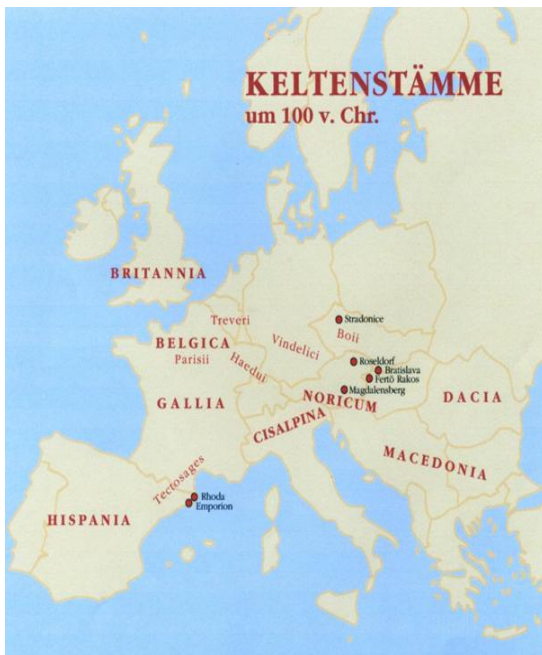 KELTENSTÄMME
um 100 v. Chr.
BRITANNIA
Treveri
Stradonice
BELGICA
Boii
Vindelici
Parisii
Haedui
Roseldorf
Bratislava
Fertö Rakos
Magdalensberg
GALLIA
NORICUM
DACIA
CISALPINA
MACEDONIA
Tectosages
Rhoda
Emporion
HISPANIA